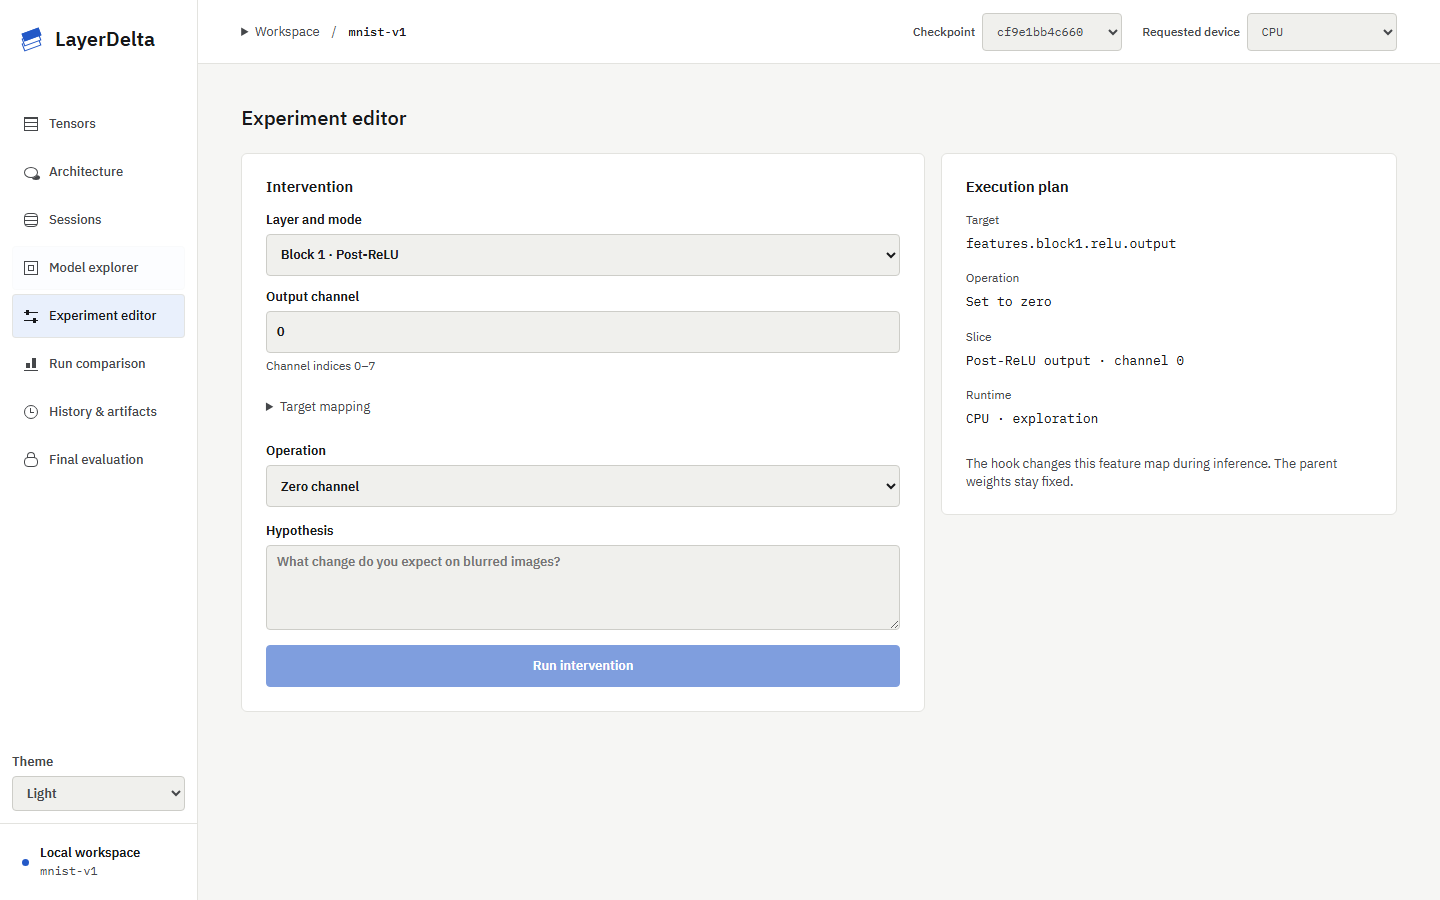 LayerDelta
Tensors
Architecture
Sessions
Model explorer
Experiment editor
Run comparison
History & artifacts
Final evaluation
Theme
Light
Local workspace
mnist-v1
Workspace / mnist-v1
Checkpoint cf9e1bb4c660
Requested device CPU
Experiment editor
Intervention
Layer and mode
Block 1 · Post-ReLU
Output channel
0
Channel indices 0–7
Target mapping
Operation
Zero channel
Hypothesis
What change do you expect on blurred images?
Run intervention
Execution plan
Target
features.block1.relu.output
Operation
Set to zero
Slice
Post-ReLU output · channel 0
Runtime
CPU · exploration
The hook changes this feature map during inference. The parent
weights stay fixed.